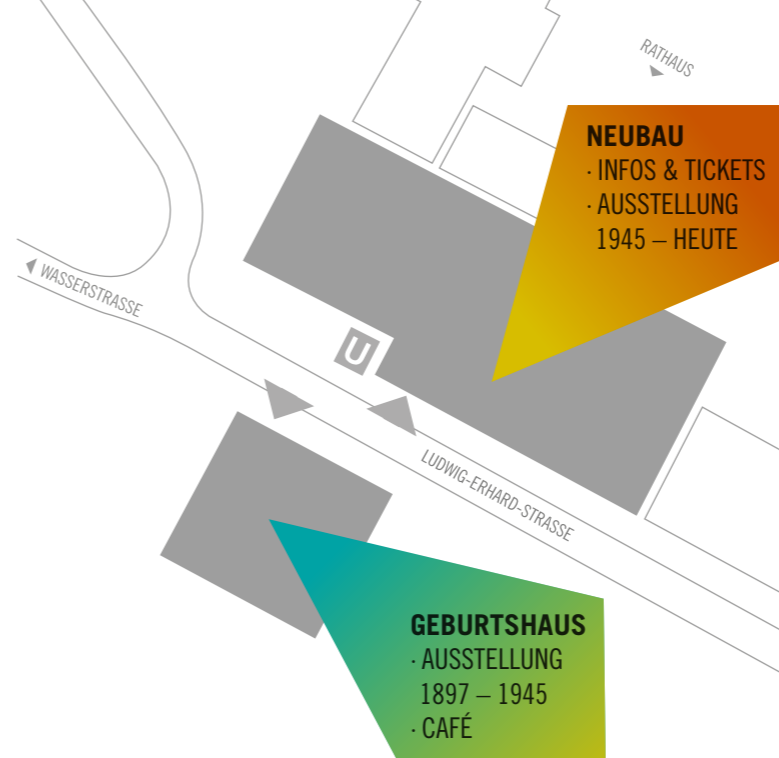 RATHAUS
NEUBAU
· INFOS & TICKETS
· AUSSTELLUNG
1945 – HEUTE
WASSERSTRASSE
U
LUDWIG-ERHARD-STRASSE
GEBURTSHAUS
· AUSSTELLUNG
1897 – 1945
· CAFÉ